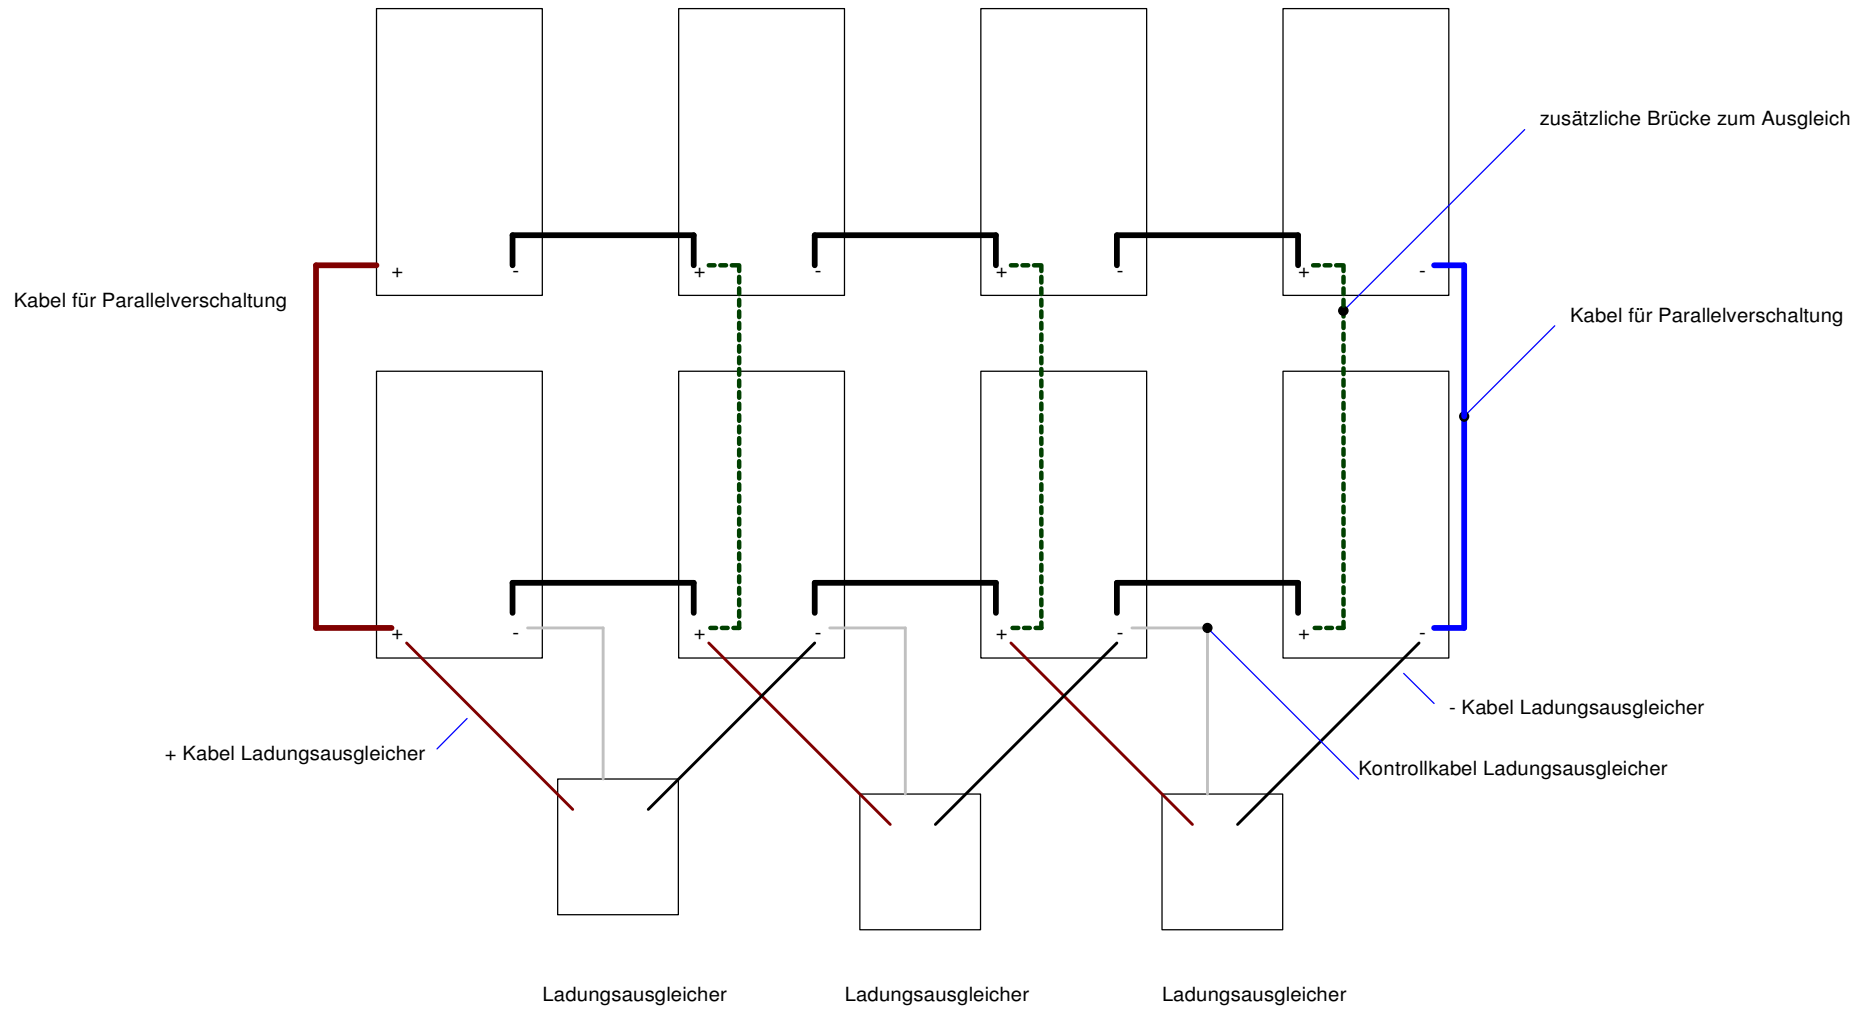 zusätzliche Brücke zum Ausgleich
+ - + - + - + -
Kabel für Parallelverschaltung
Kabel für Parallelverschaltung
+ - + - + - + -
- Kabel Ladungsausgleicher
+ Kabel Ladungsausgleicher
Kontrollkabel Ladungsausgleicher
Ladungsausgleicher
Ladungsausgleicher
Ladungsausgleicher